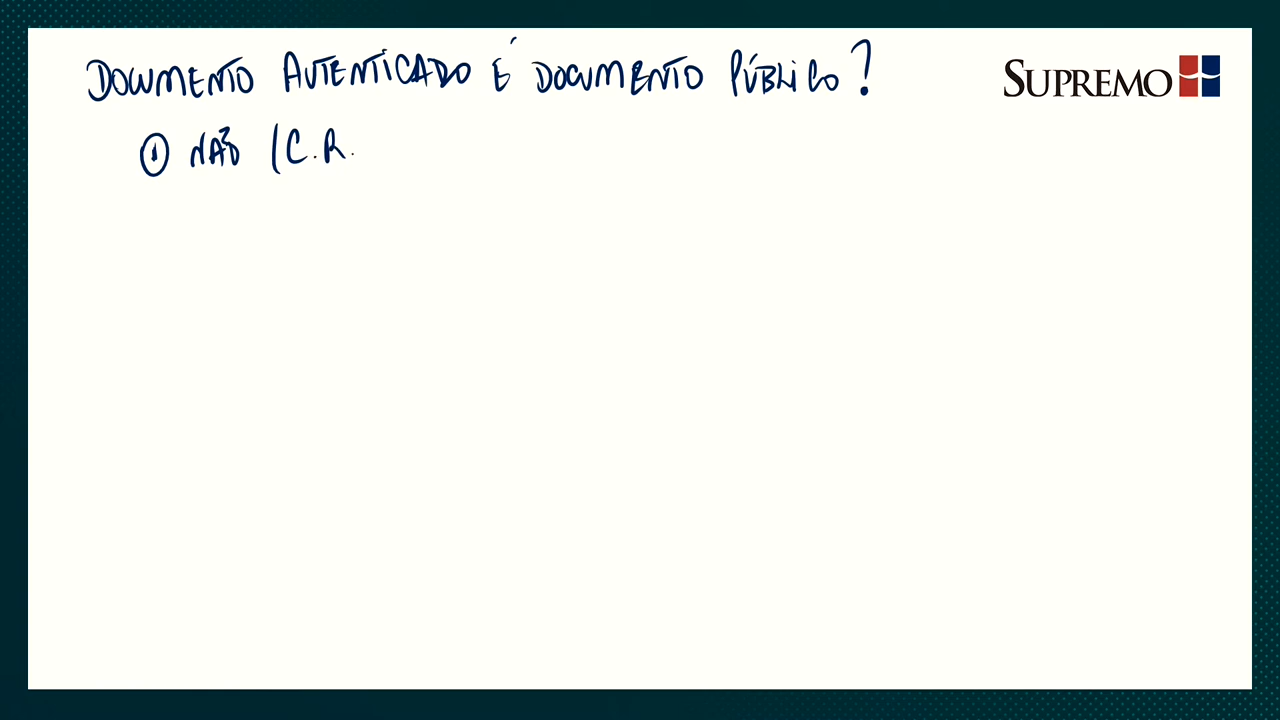 DOCUMENTO AUTENTICADO É DOCUMENTO PÚBLICO?
SUPREMO
① NÃO (C.R.